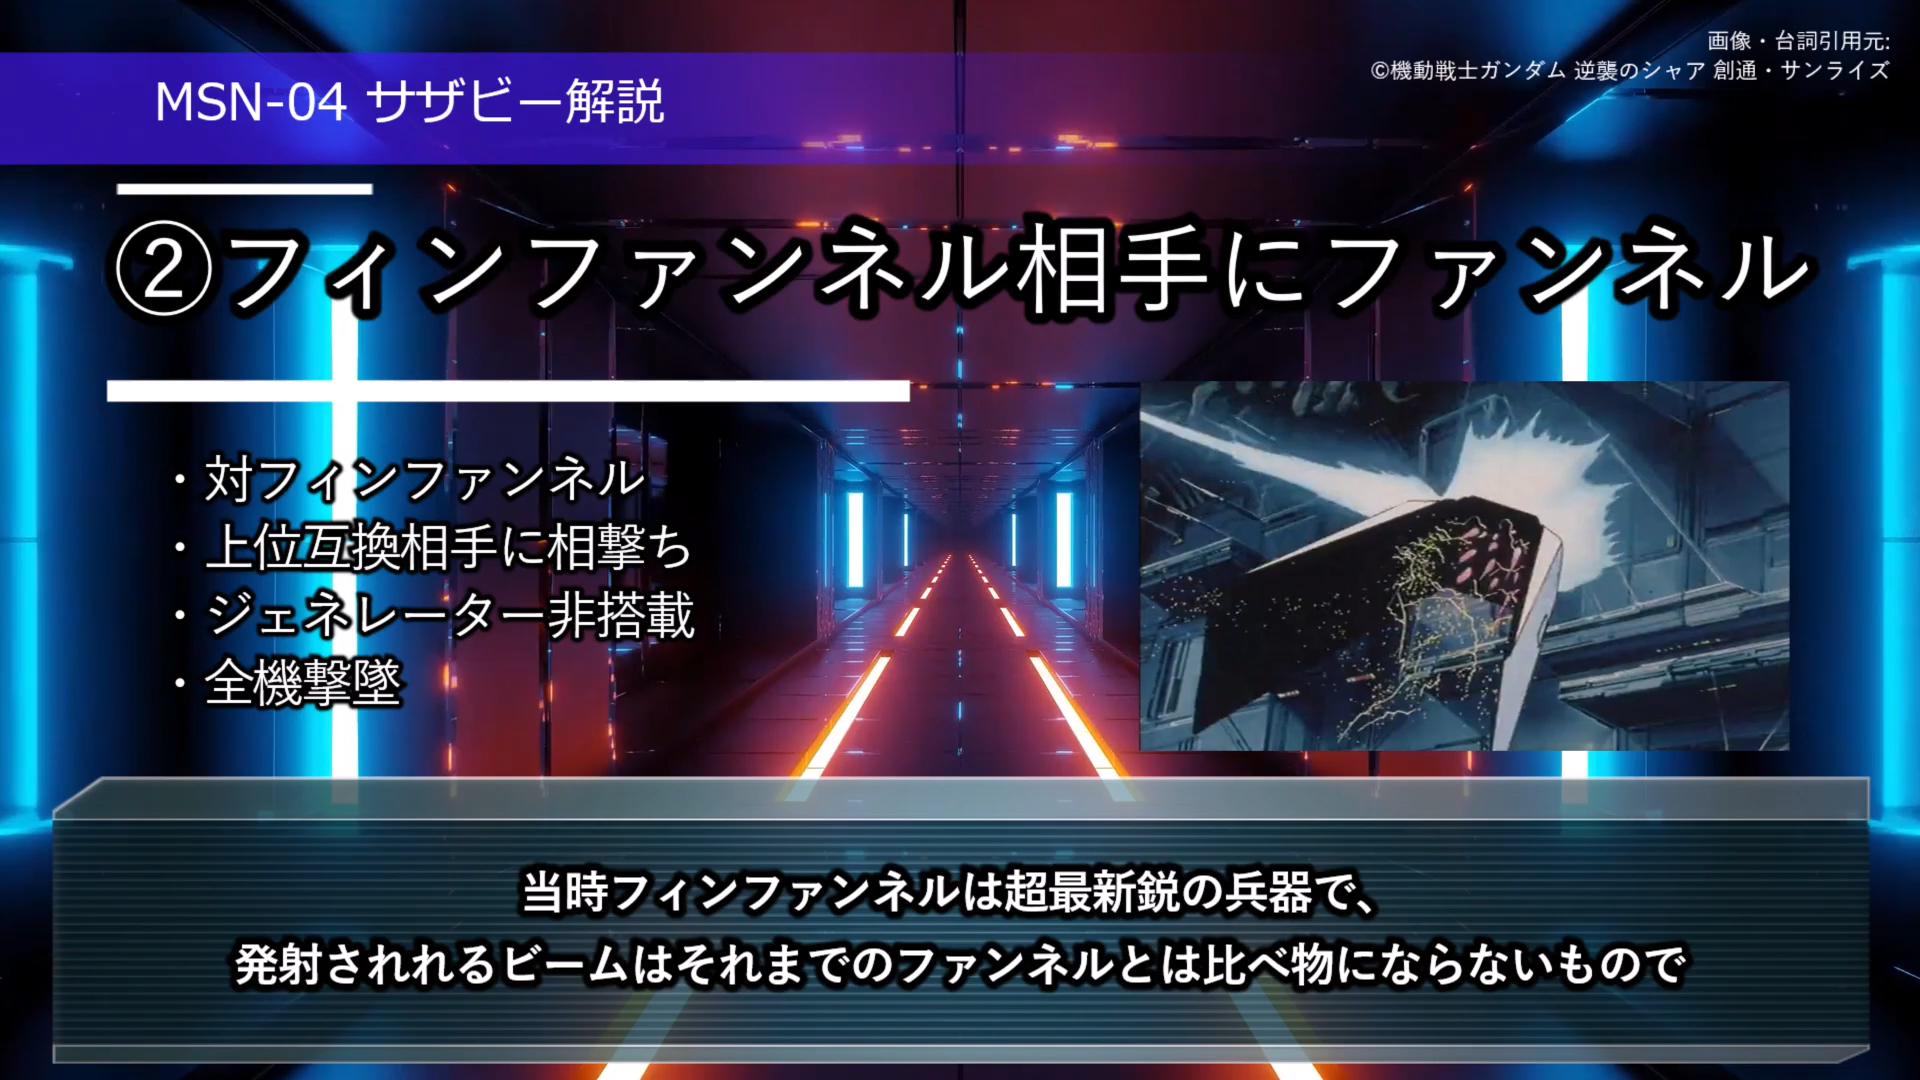 画像・台詞引用元:
©機動戦士ガンダム 逆襲のシャア 創通・サンライズ
MSN-04 サザビー解説
②フィンファンネル相手にファンネル
・対フィンファンネル
・上位互換相手に相撃ち
・ジェネレーター非搭載
・全機撃墜
当時フィンファンネルは超最新鋭の兵器で、
発射されれるビームはそれまでのファンネルとは比べ物にならないもので